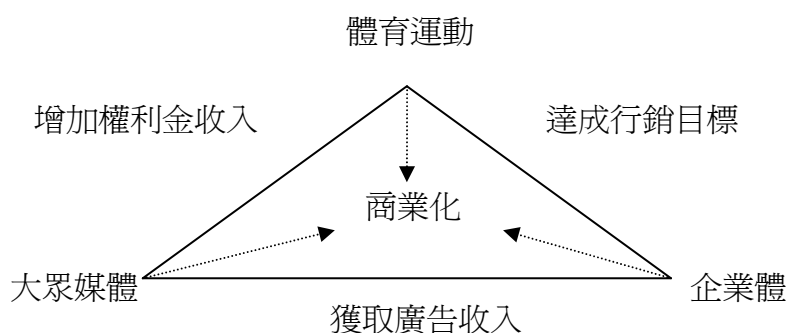 體育運動
增加權利金收入
達成行銷目標
商業化
大眾媒體
企業體
獲取廣告收入